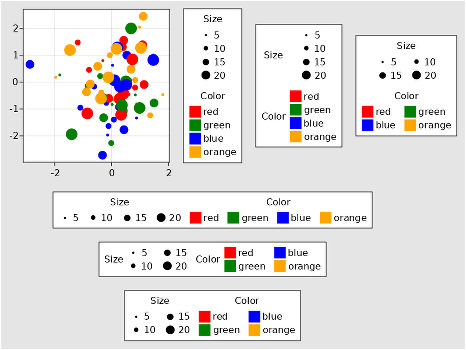 2
1
0
-1
-2
-2
0
2
Size
5
10
15
20
Color
red
green
blue
orange
Size
5
10
15
20
Color
red
green
blue
orange
Size
5 10
15 20
Color
red green
blue orange
Size Color
5 10 15 20 red green blue orange
Size 5 15 Color red blue
10 20 green orange
Size Color
5 15 red blue
10 20 green orange